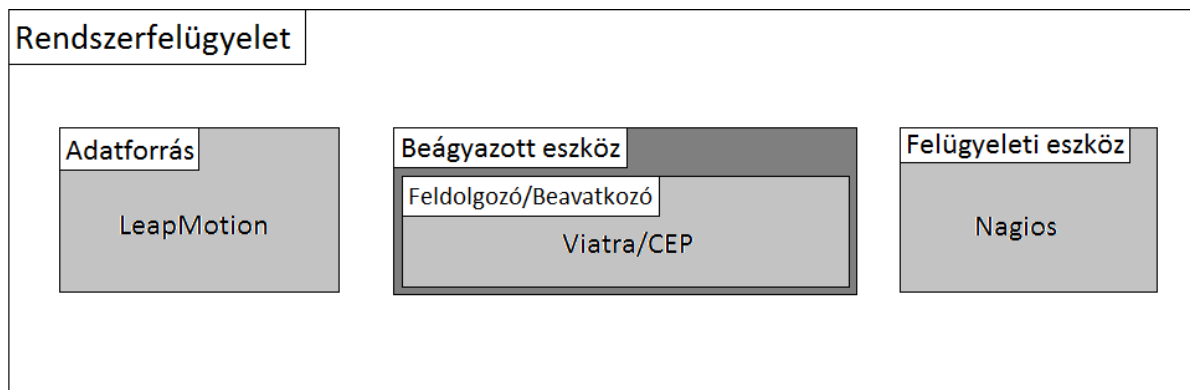 Rendszerfelügyelet
Adatforrás
LeapMotion
Beágyazott eszköz
Feldolgozó/Beavatkozó
Viatra/CEP
Felügyeleti eszköz
Nagios